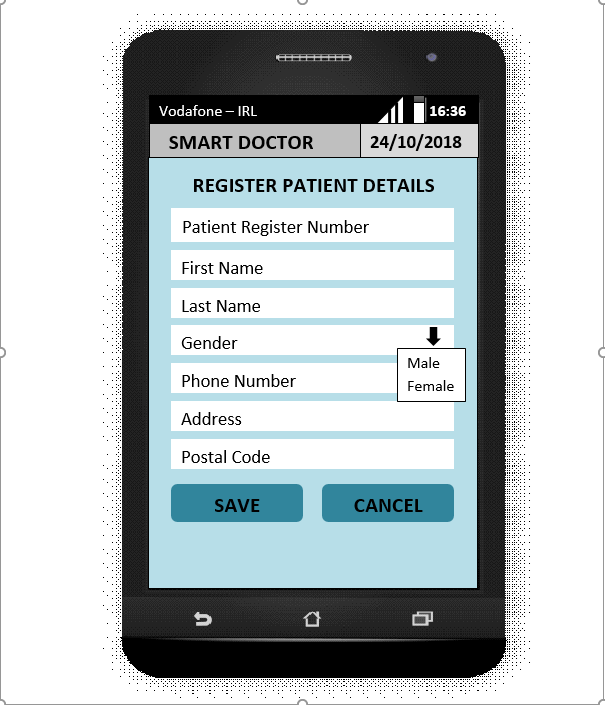 Vodafone – IRL 16:36
SMART DOCTOR 24/10/2018
REGISTER PATIENT DETAILS
Patient Register Number
First Name
Last Name
Gender
Male
Phone Number
Female
Address
Postal Code
SAVE CANCEL